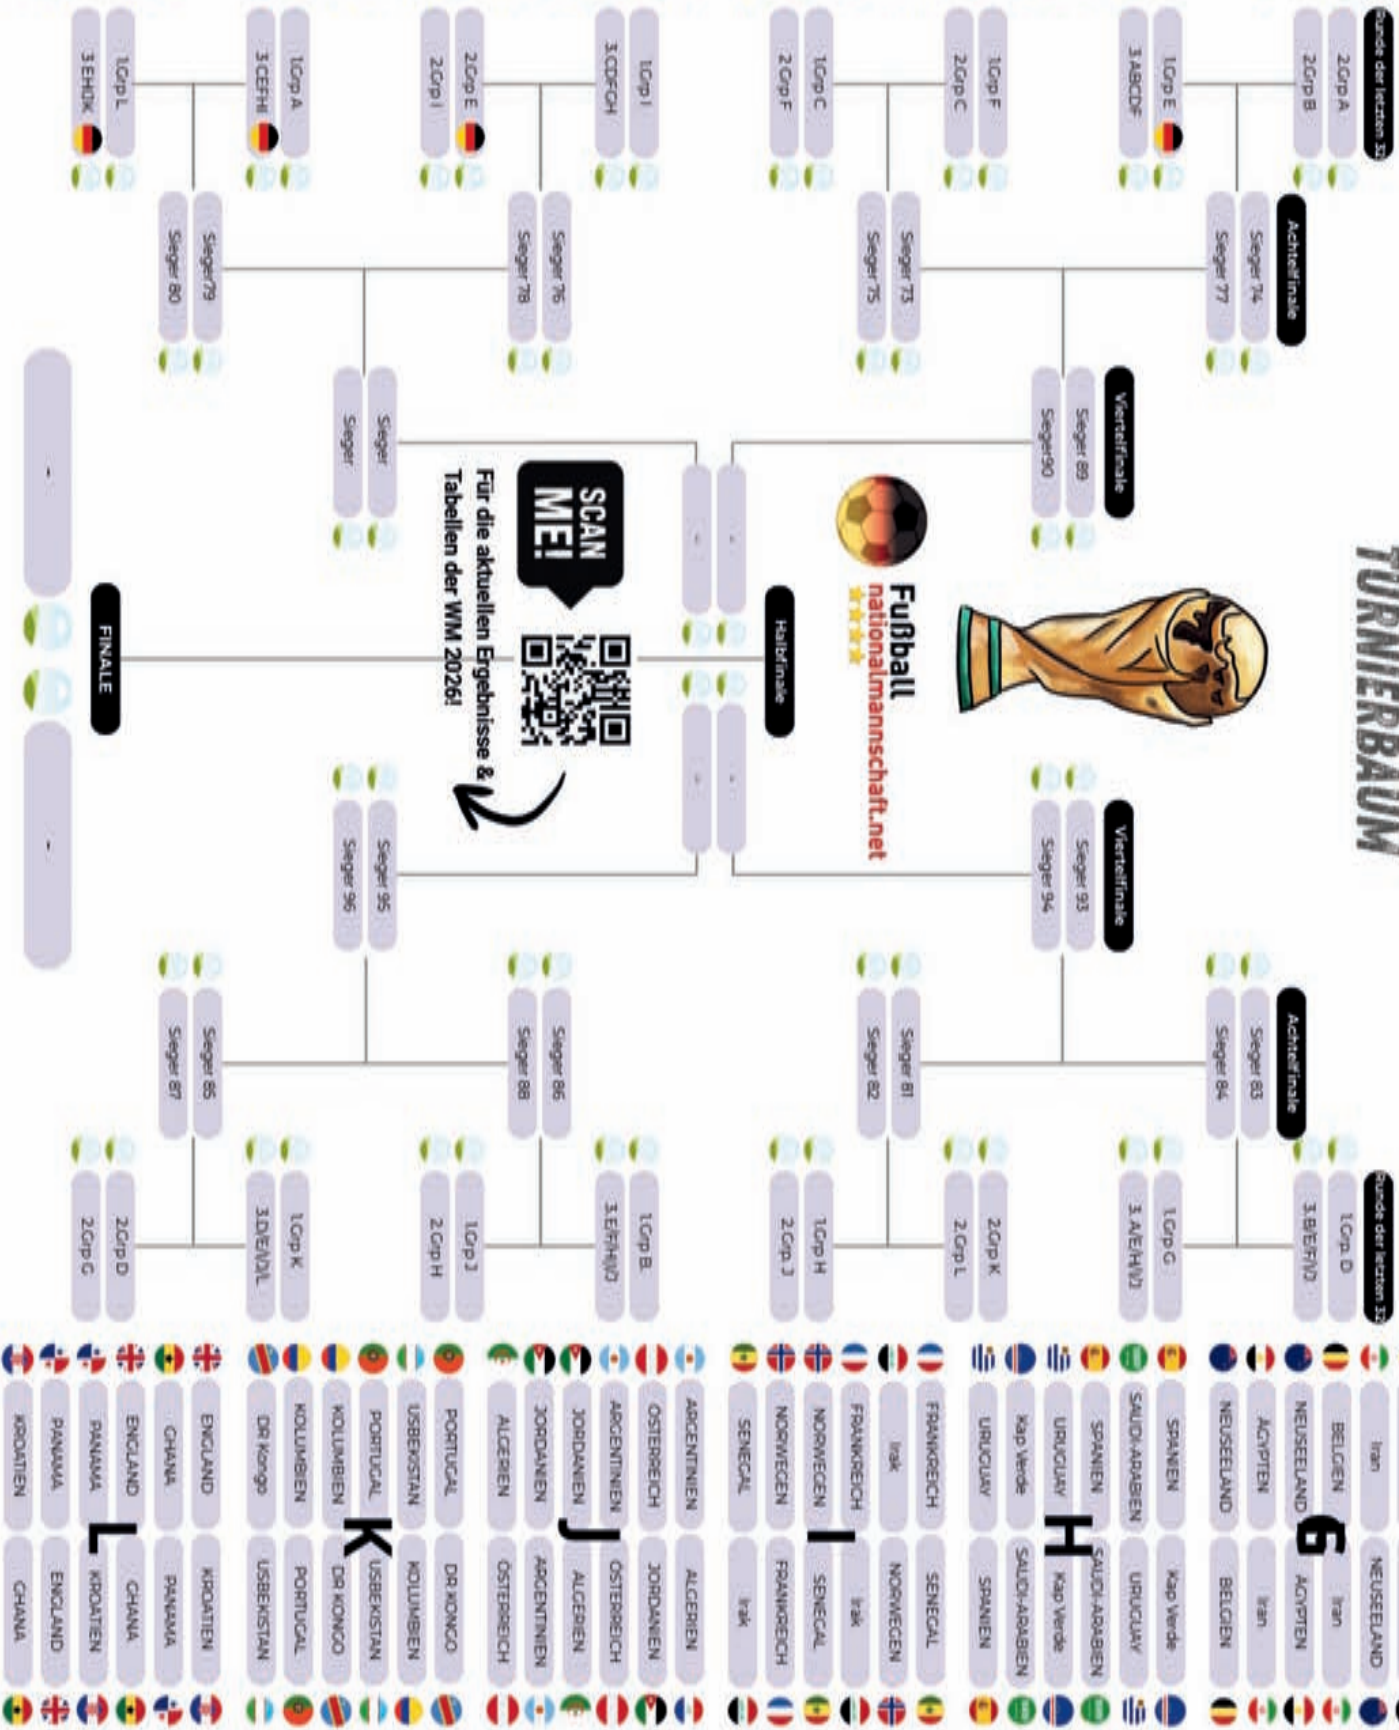 TURNIERBAUM
Runde der letzten 32
2.Grp A
2.Grp B
1.Grp E
3 ABCDF
1.Grp F
2.Grp C
1.Grp C
2 Grp F
1.Grp I
3.CDFGH
2.Grp E
2.Grp I
1.Grp A
3 CEFHI
1.Grp L
3 EHIJK
Achtelfinale
Sieger 74
Sieger 77
Sieger 73
Sieger 75
Sieger 76
Sieger 78
Sieger79
Sieger 80
Viertelfinale
Sieger 89
Sieger90
Sieger
Sieger
Fußball
nationalmannschaft.net
Halbfinale
SCAN
ME!
Für die aktuellen Ergebnisse &
Tabellen der WM 2026!
FINALE
-
-
Viertelfinale
Sieger 93
Sieger 94
Sieger 95
Sieger 96
Achtelfinale
Sieger 83
Sieger 84
Sieger 81
Sieger 82
Sieger 86
Sieger 88
Sieger 85
Sieger 87
Runde der letzten 32
1.Grp. D
3.B/E/F/I/J
1.Grp G
3. A/E/H/I/J
2.Grp K
2.Grp L
1.Grp H
2.Grp. J
1.Grp B.
3.E/F/H/I/J
1.Grp J
2.Grp H
1.Grp K
3.D/E/I/J/L
2.Grp D
2.Grp G
Iran NEUSEELAND
BELGIEN Iran
G
NEUSEELAND ÄGYPTEN
ÄGYPTEN Iran
NEUSEELAND BELGIEN
SPANIEN Kap Verde
SAUDI-ARABIEN URUGUAY
SPANIEN SAUDI-ARABIEN
H
URUGUAY Kap Verde
Kap Verde SAUDI-ARABIEN
URUGUAY SPANIEN
FRANKREICH SENEGAL
Irak NORWEGEN
FRANKREICH Irak
I
NORWEGEN SENEGAL
NORWEGEN FRANKREICH
SENEGAL Irak
ARGENTINIEN ALGERIEN
ÖSTERREICH JORDANIEN
ARGENTINIEN ÖSTERREICH
J
JORDANIEN ALGERIEN
JORDANIEN ARGENTINIEN
ALGERIEN ÖSTERREICH
PORTUGAL DR KONGO
USBEKISTAN KOLUMBIEN
PORTUGAL USBEKISTAN
K
KOLUMBIEN DR KONGO
KOLUMBIEN PORTUGAL
DR Kongo USBEKISTAN
ENGLAND KROATIEN
GHANA PANAMA
ENGLAND GHANA
L
PANAMA KROATIEN
PANAMA ENGLAND
KROATIEN GHANA